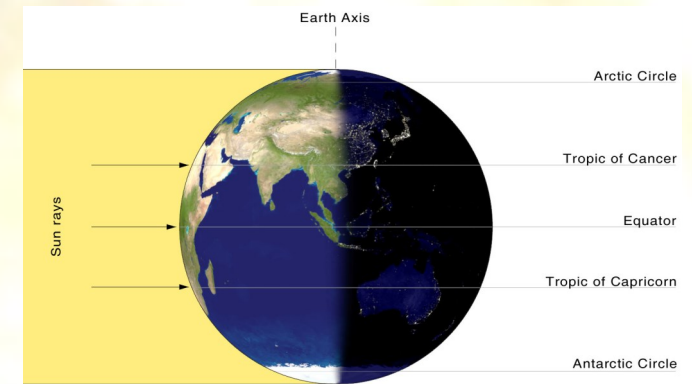 Earth Axis
Arctic Circle
Tropic of Cancer
Sun rays
Equator
Tropic of Capricorn
Antarctic Circle